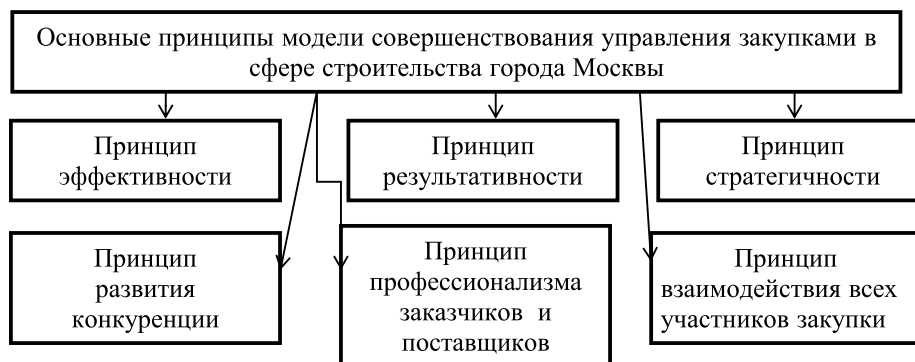 Основные принципы модели совершенствования управления закупками в
сфере строительства города Москвы
Принцип
эффективности
Принцип
результативности
Принцип
стратегичности
Принцип
развития
конкуренции
Принцип
профессионализма
заказчиков и
поставщиков
Принцип
взаимодействия всех
участников закупки